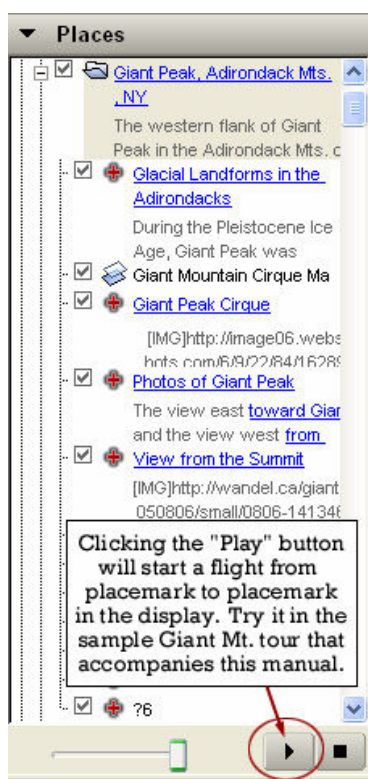 Places
Giant Peak, Adirondack Mts.
, NY
The western flank of Giant
Peak in the Adirondack Mts. c
Glacial Landforms in the
Adirondacks
During the Pleistocene Ice
Age, Giant Peak was
Giant Mountain Cirque Ma
Giant Peak Cirque
[IMG]http://image06.webs
hots.com/6/9/22/84/16289
Photos of Giant Peak
The view east toward Giar
and the view west from
View from the Summit
[IMG]http://wandel.ca/giant
050806/small/0806-141346
Clicking the "Play" button
will start a flight from
placemark to placemark
in the display. Try it in the
sample Giant Mt. tour that
accompanies this manual.
?6